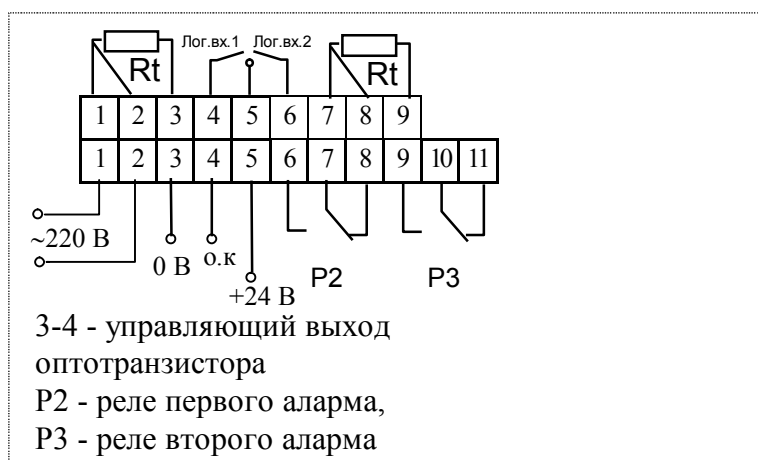 Лог.вх.1 Лог.вх.2
Rt Rt
1 2 3 4 5 6 7 8 9
1 2 3 4 5 6 7 8 9 10 11
~220 В
0 В о.к
+24 В
P2 P3
3-4 - управляющий выход
оптотранзистора
Р2 - реле первого аларма,
Р3 - реле второго аларма